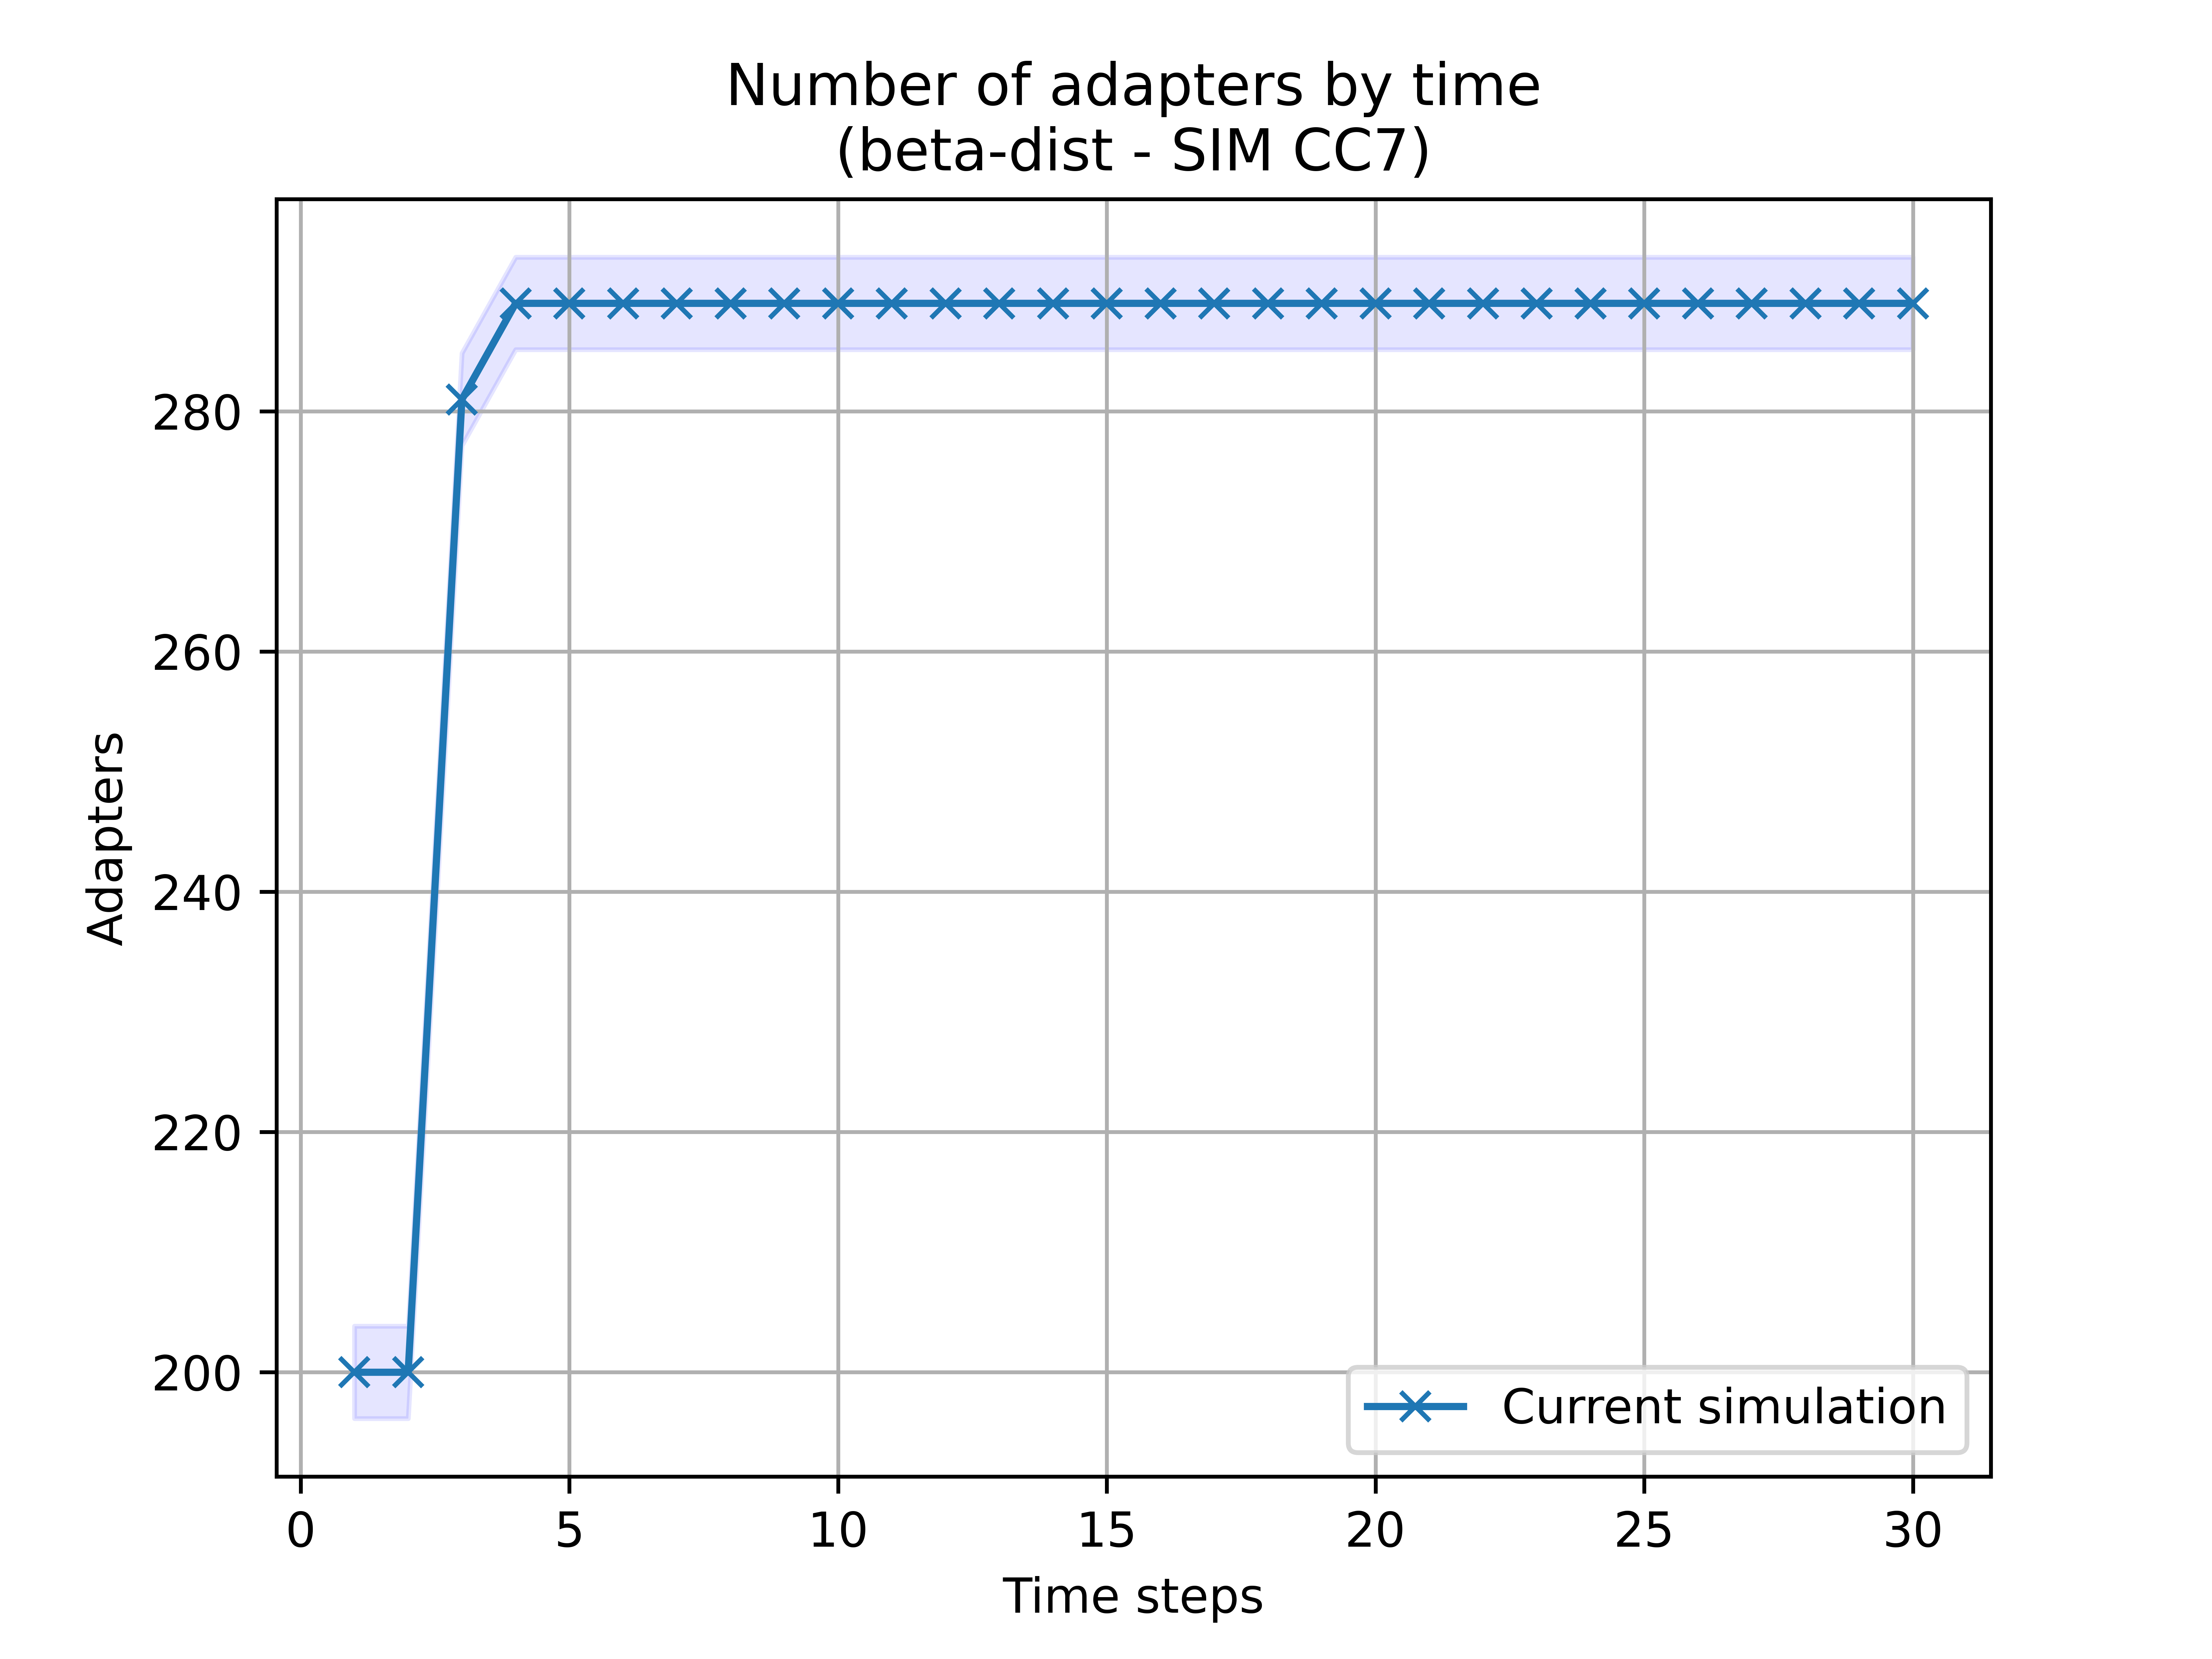 Number of adapters by time
(beta-dist - SIM CC7)
Adapters
280
260
240
220
200
Current simulation
0 5 10 15 20 25 30
Time steps